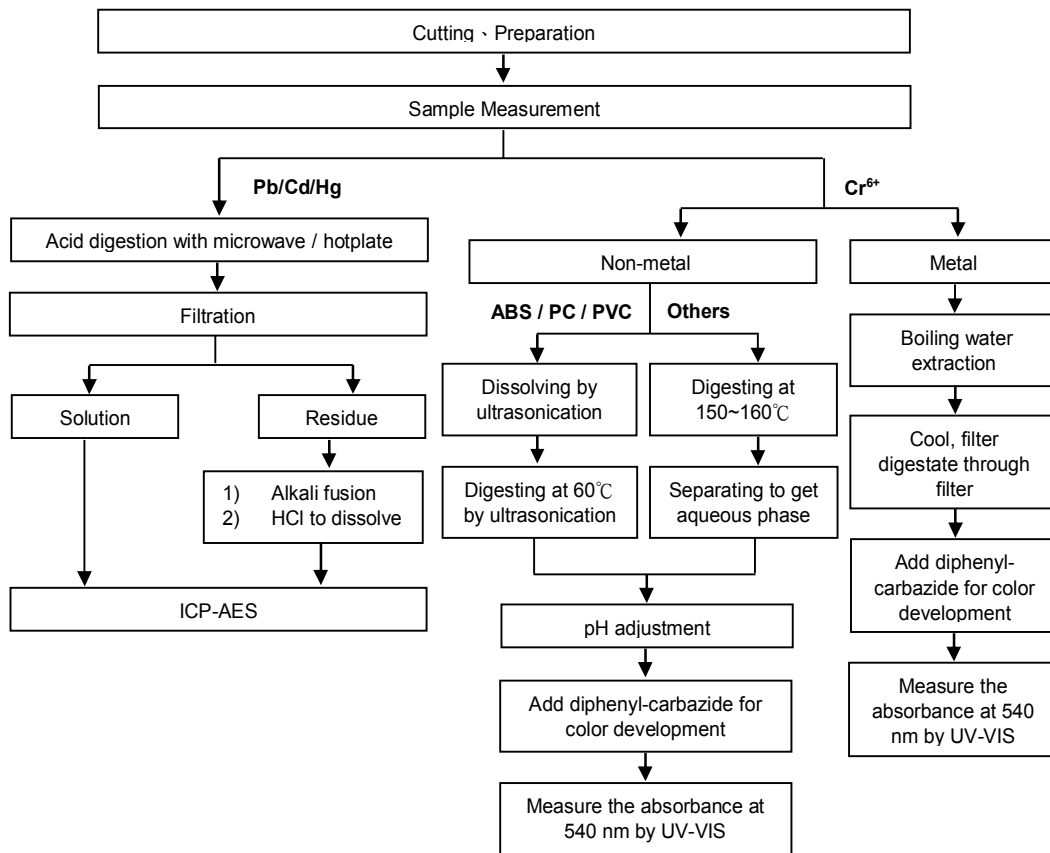 Cutting、Preparation
Sample Measurement
Pb/Cd/Hg
Cr⁶⁺
Acid digestion with microwave / hotplate
Non-metal
Metal
Filtration
ABS / PC / PVC
Others
Boiling water
extraction
Solution
Residue
Dissolving by
ultrasonication
Digesting at
150~160℃
Cool, filter
digestate through
filter
1) Alkali fusion
2) HCl to dissolve
Digesting at 60℃
by ultrasonication
Separating to get
aqueous phase
Add diphenyl-
carbazide for color
development
ICP-AES
pH adjustment
Measure the
absorbance at 540
nm by UV-VIS
Add diphenyl-carbazide for
color development
Measure the absorbance at
540 nm by UV-VIS